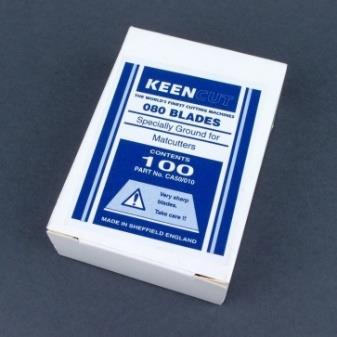 KEENCUT
THE WORLD'S FINEST CUTTING MACHINES
080 BLADES
Specially Ground for
Matcutters
CONTENTS
100
PART No. CA50/010
Very sharp
blades.
Take care !!
MADE IN SHEFFIELD ENGLAND